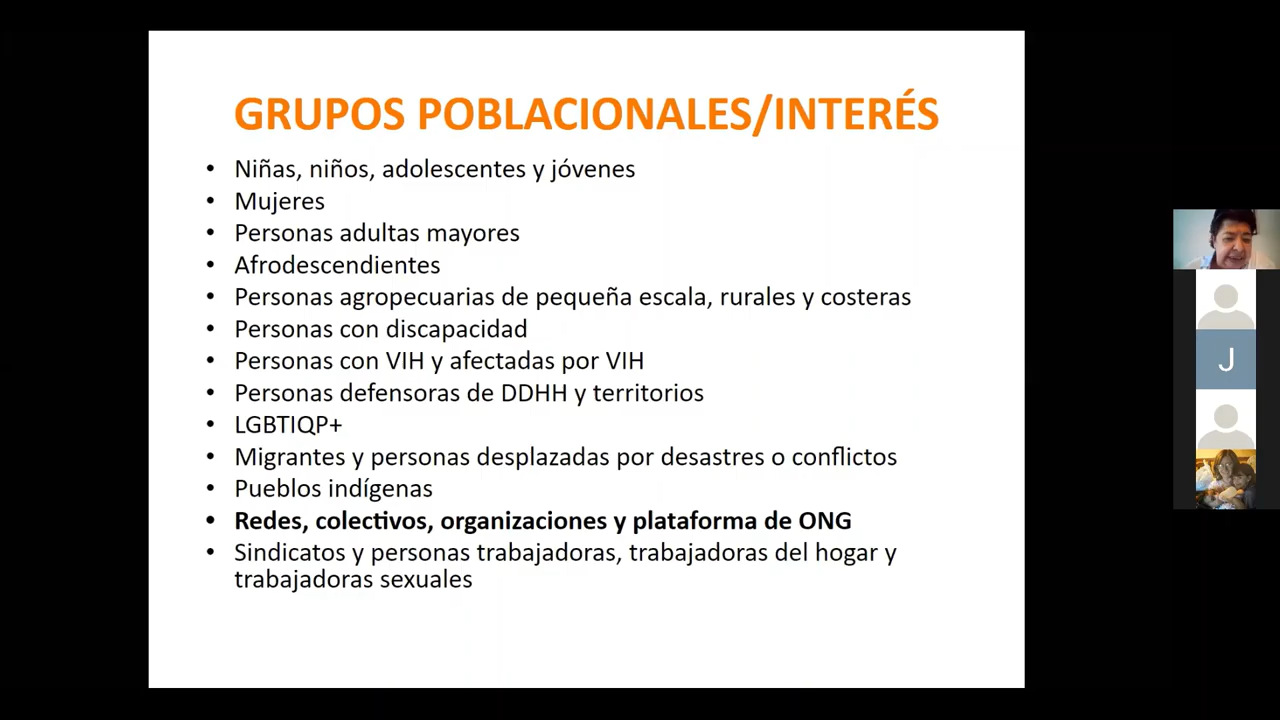 GRUPOS POBLACIONALES/INTERÉS
• Niñas, niños, adolescentes y jóvenes
• Mujeres
• Personas adultas mayores
• Afrodescendientes
• Personas agropecuarias de pequeña escala, rurales y costeras
• Personas con discapacidad
• Personas con VIH y afectadas por VIH
• Personas defensoras de DDHH y territorios
• LGBTIQP+
• Migrantes y personas desplazadas por desastres o conflictos
• Pueblos indígenas
• Redes, colectivos, organizaciones y plataforma de ONG
• Sindicatos y personas trabajadoras, trabajadoras del hogar y
trabajadoras sexuales
J